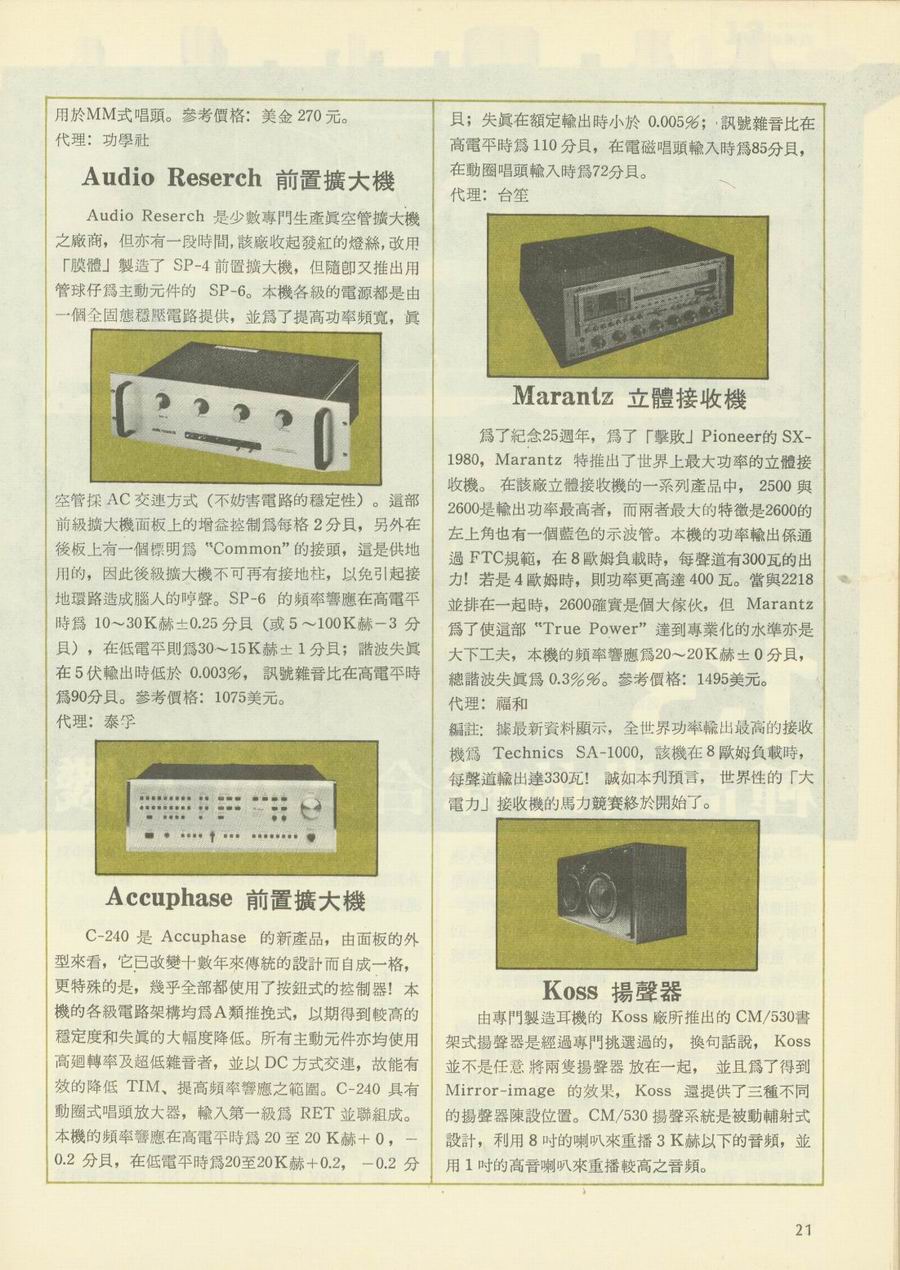 用於MM式唱頭。參考價格：美金 270 元。
代理：功學社
Audio Reserch 前置擴大機
Audio Reserch 是少數專門生產眞空管擴大機
之廠商，但亦有一段時間，該廠收起發紅的燈絲，改用
「膜體」製造了 SP-4 前置擴大機，但隨卽又推出用
管球仔爲主動元件的 SP-6。本機各級的電源都是由
一個全固態穩壓電路提供，並爲了提高功率頻寬，眞
空管採 AC 交連方式（不妨害電路的穩定性）。這部
前級擴大機面板上的增益控制爲每格 2 分貝，另外在
後板上有一個標明爲 “Common” 的接頭，這是供地
用的，因此後級擴大機不可再有接地柱，以免引起接
地環路造成腦人的哼聲。SP-6 的頻率響應在高電平
時爲 10～30K赫±0.25 分貝（或 5～100K赫−3 分
貝），在低電平則爲30～15K赫±1 分貝；諧波失眞
在 5 伏輸出時低於 0.003%，訊號雜音比在高電平時
爲90分貝。參考價格：1075美元。
代理：泰孚
Accuphase 前置擴大機
C-240 是 Accuphase 的新產品，由面板的外
型來看，它已改變十數年來傳統的設計而自成一格，
更特殊的是，幾乎全部都使用了按鈕式的控制器！本
機的各級電路架構均爲A類推挽式，以期得到較高的
穩定度和失眞的大幅度降低。所有主動元件亦均使用
高廻轉率及超低雜音者，並以 DC 方式交連，故能有
效的降低 TIM、提高頻率響應之範圍。C-240 具有
動圈式唱頭放大器，輸入第一級爲 RET 並聯組成。
本機的頻率響應在高電平時爲 20 至 20 K赫+ 0，−
0.2 分貝，在低電平時爲20至20K赫+0.2，−0.2 分
貝；失眞在額定輸出時小於 0.005%；訊號雜音比在
高電平時爲 110 分貝，在電磁唱頭輸入時爲85分貝，
在動圈唱頭輸入時爲72分貝。
代理：台笙
Marantz 立體接收機
爲了紀念25週年，爲了「擊敗」Pioneer的 SX-
1980，Marantz 特推出了世界上最大功率的立體接
收機。在該廠立體接收機的一系列產品中，2500 與
2600是輸出功率最高者，而兩者最大的特徵是2600的
左上角也有一個藍色的示波管。本機的功率輸出係通
過 FTC規範，在 8 歐姆負載時，每聲道有300瓦的出
力！若是 4 歐姆時，則功率更高達 400 瓦。當與2218
並排在一起時，2600確實是個大傢伙，但 Marantz
爲了使這部 “True Power” 達到專業化的水準亦是
大下工夫，本機的頻率響應爲20～20K赫± 0 分貝，
總諧波失眞爲 0.3%%。參考價格：1495美元。
代理：福和
編註：據最新資料顯示，全世界功率輸出最高的接收
機爲 Technics SA-1000，該機在 8 歐姆負載時，
每聲道輸出達330瓦！誠如本刋預言，世界性的「大
電力」接收機的馬力競賽終於開始了。
Koss 揚聲器
由專門製造耳機的 Koss 廠所推出的 CM/530書
架式揚聲器是經過專門挑選過的，換句話說，Koss
並不是任意將兩隻揚聲器放在一起，並且爲了得到
Mirror-image 的效果，Koss 還提供了三種不同
的揚聲器陳設位置。CM/530 揚聲系統是被動輔射式
設計，利用 8 吋的喇叭來重播 3 K赫以下的音頻，並
用 1 吋的高音喇叭來重播較高之音頻。
21